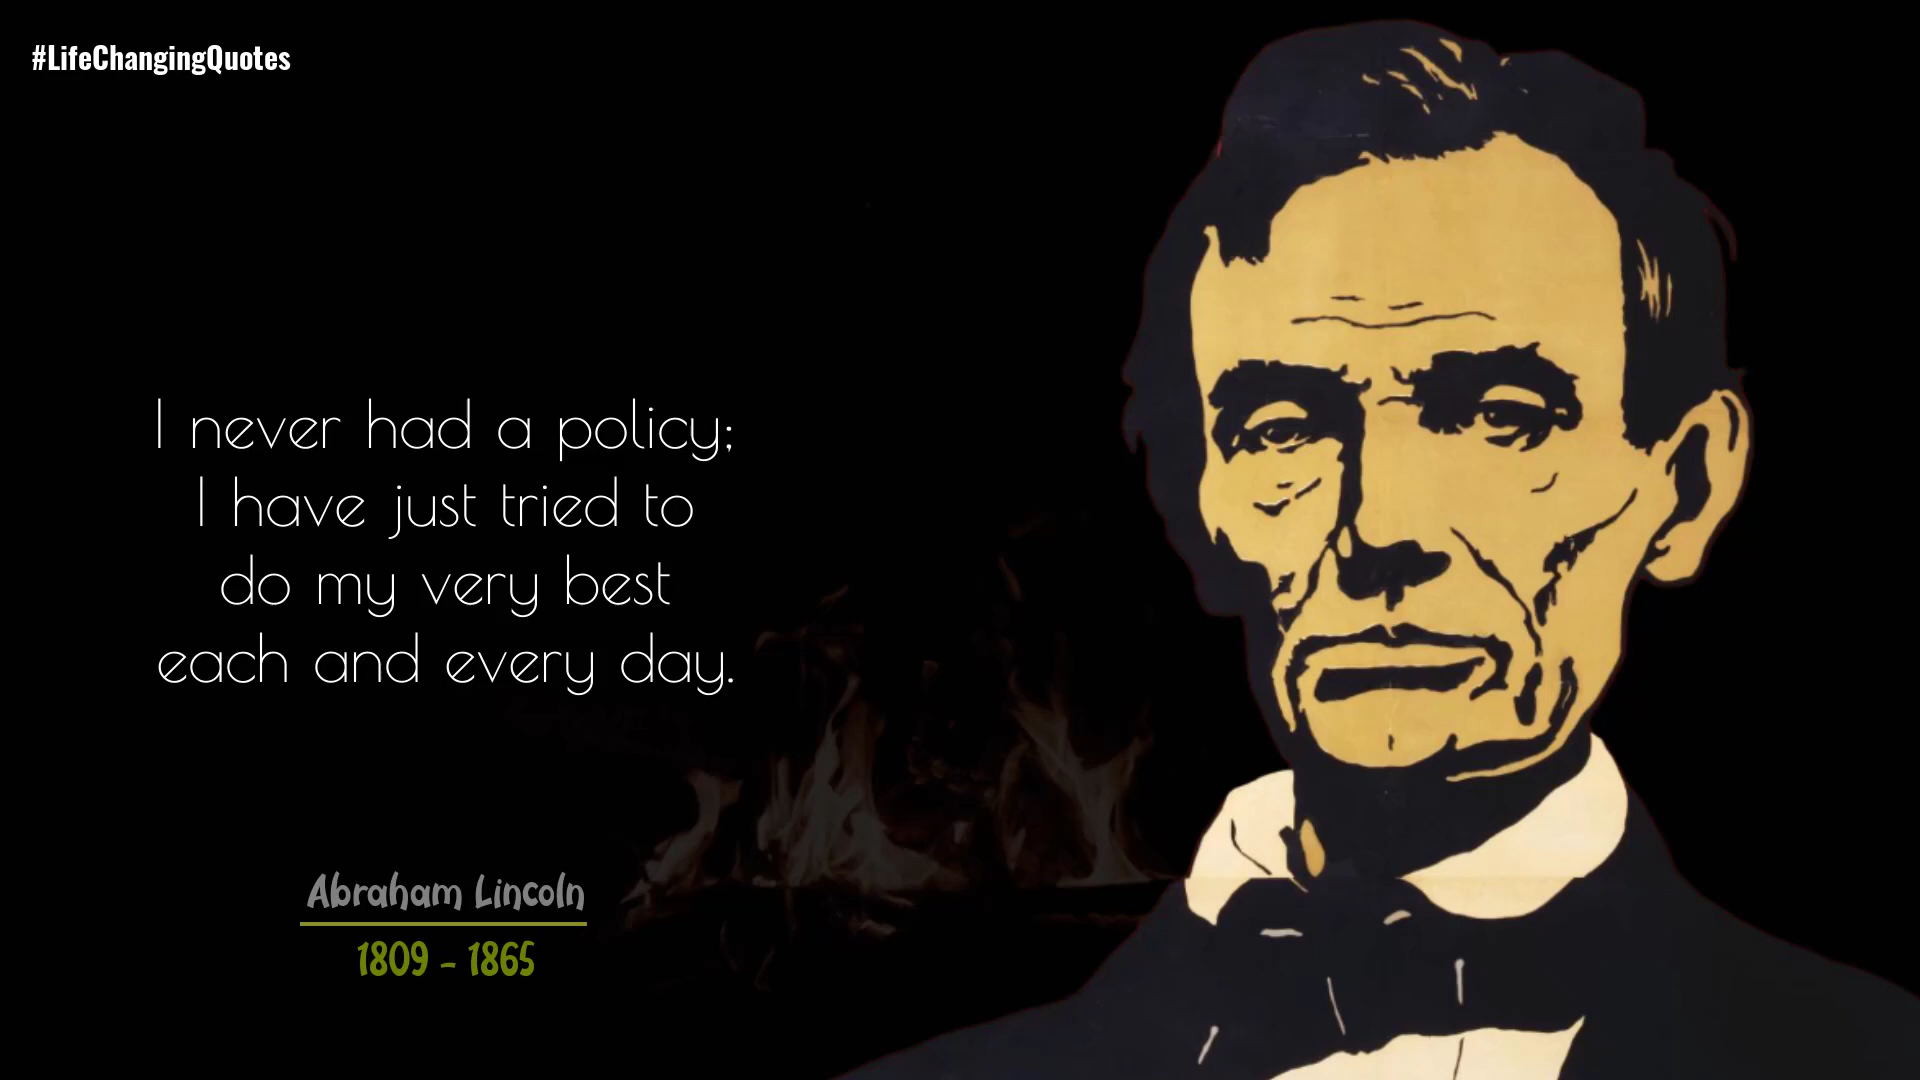 #LifeChangingQuotes
I never had a policy;
I have just tried to
do my very best
each and every day.
Abraham Lincoln
1809 - 1865